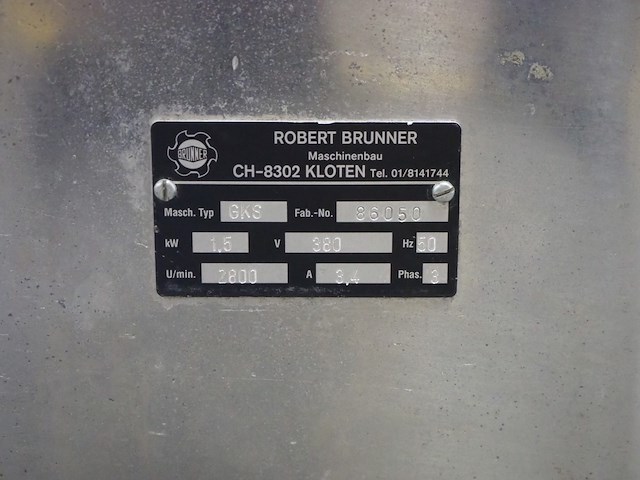 BRUNNER
ROBERT BRUNNER
Maschinenbau
CH-8302 KLOTEN Tel. 01/8141744
Masch. Typ GKS Fab.-No. 86050
kW 1,5 V 380 Hz 50
U/min. 2800 A 3,4 Phas. 3